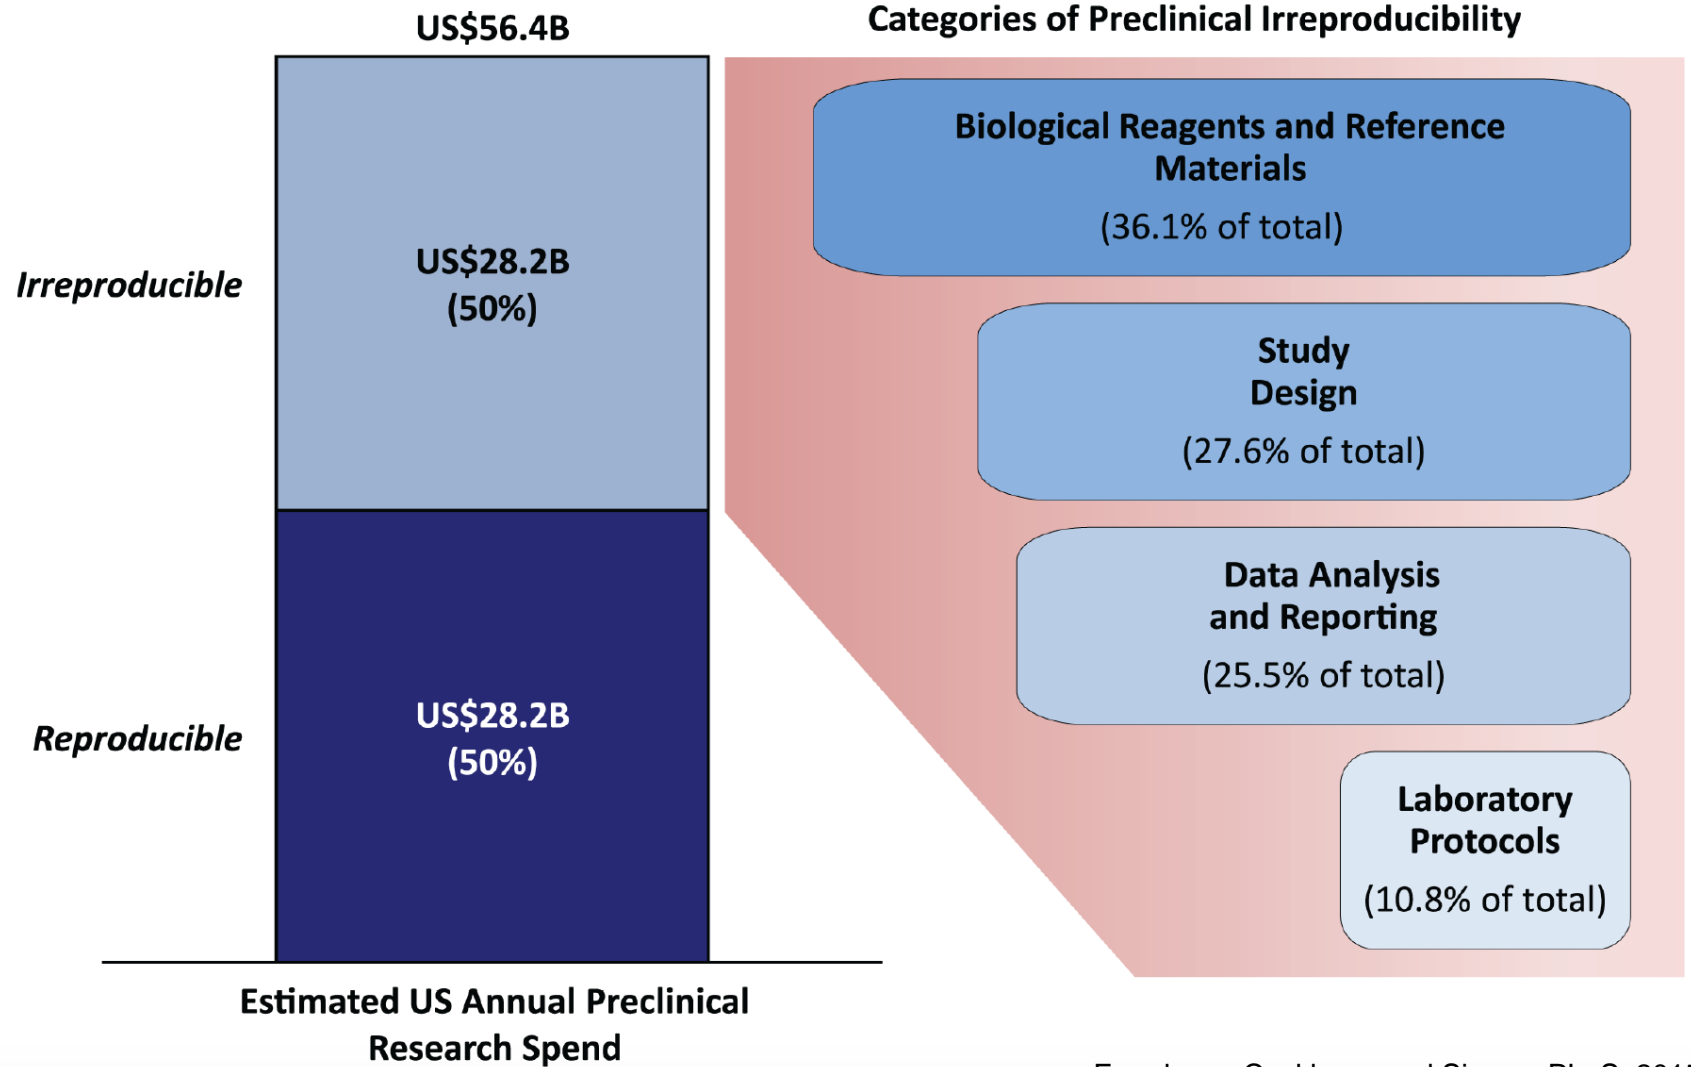 US$56.4B
Categories of Preclinical Irreproducibility
Biological Reagents and Reference
Materials
(36.1% of total)
Irreproducible
US$28.2B
(50%)
Study
Design
(27.6% of total)
Data Analysis
and Reporting
(25.5% of total)
Reproducible
US$28.2B
(50%)
Laboratory
Protocols
(10.8% of total)
Estimated US Annual Preclinical
Research Spend